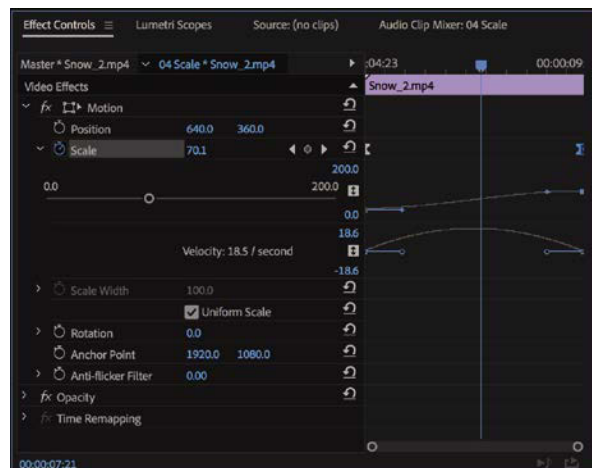 Effect Controls Lumetri Scopes Source: (no clips) Audio Clip Mixer: 04 Scale
Master * Snow_2.mp4 04 Scale * Snow_2.mp4 :04:23 00:00:09
Video Effects Snow_2.mp4
fx Motion
Position 640.0 360.0
Scale 70.1
200.0
0.0 200.0
0.0
18.6
Velocity: 18.5 / second
-18.6
Scale Width 100.0
Uniform Scale
Rotation 0.0
Anchor Point 1920.0 1080.0
Anti-flicker Filter 0.00
fx Opacity
fx Time Remapping
00:00:07:21